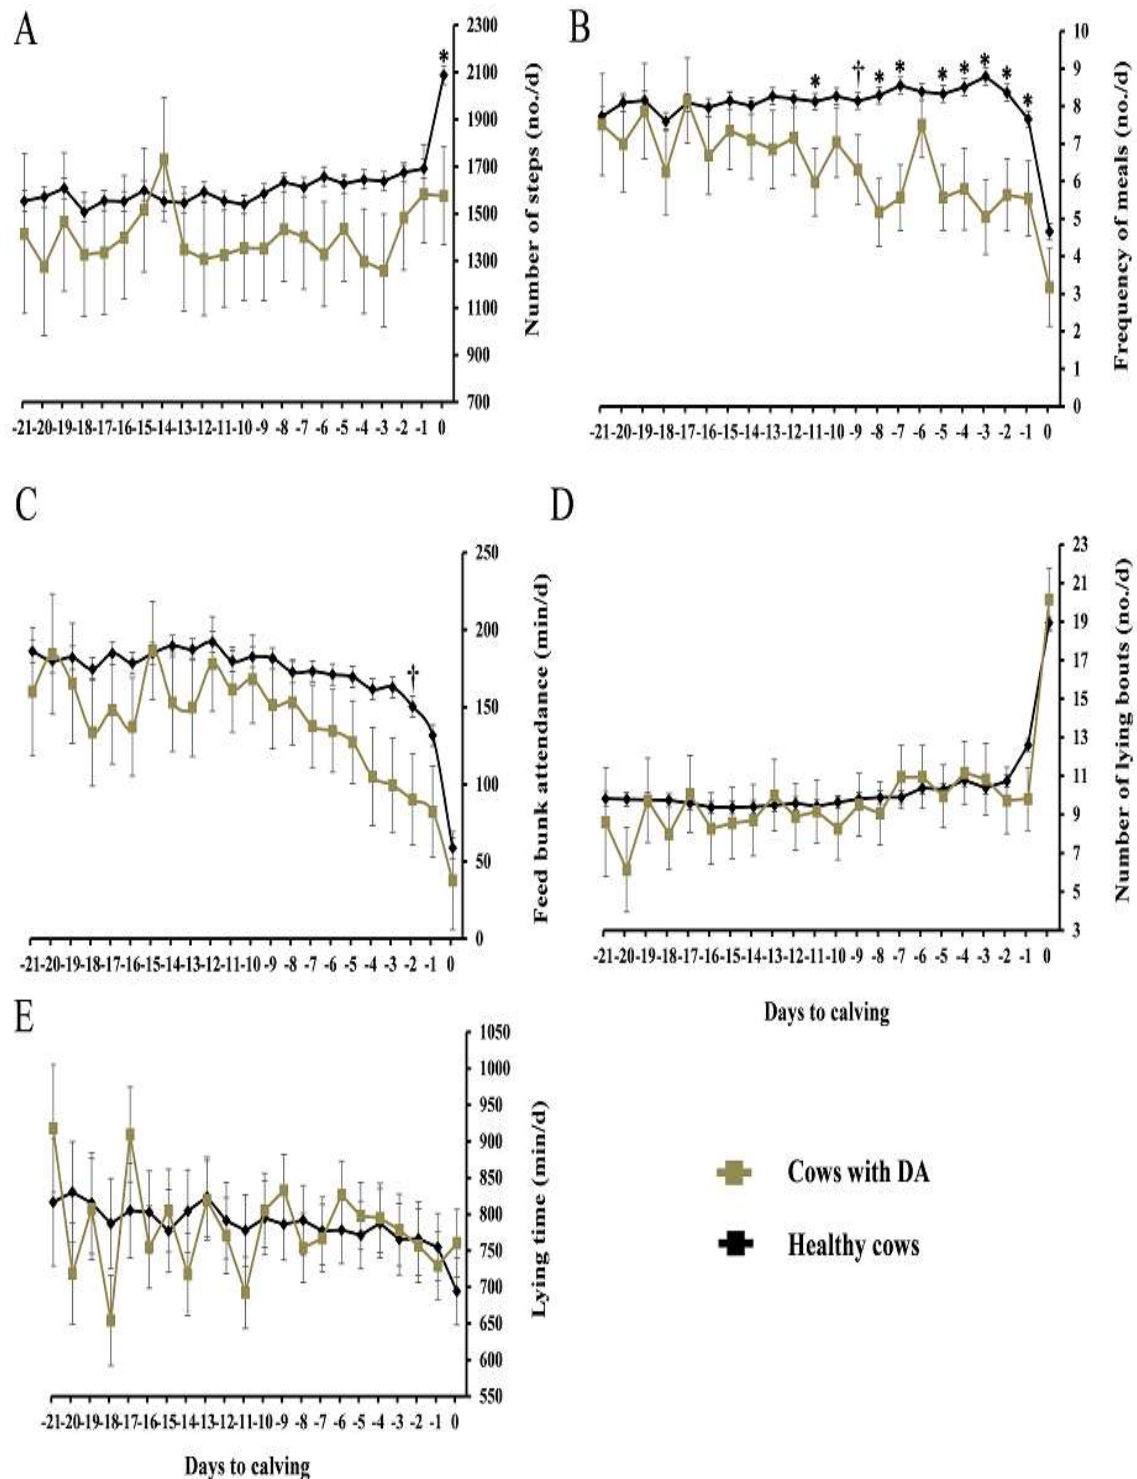 A
2300
2100
1900
1700
1500
1300
1100
900
700
Number of steps (no./d)
*
-21-20-19-18-17-16-15-14-13-12-11-10 -9 -8 -7 -6 -5 -4 -3 -2 -1 0
B
10
9
8
7
6
5
4
3
2
1
0
Frequency of meals (no./d)
* † * * * * * * *
-21-20-19-18-17-16-15-14-13-12-11-10 -9 -8 -7 -6 -5 -4 -3 -2 -1 0
C
250
200
150
100
50
0
Feed bunk attendance (min/d)
†
-21-20-19-18-17-16-15-14-13-12-11-10 -9 -8 -7 -6 -5 -4 -3 -2 -1 0
D
23
21
19
17
15
13
11
9
7
5
3
Number of lying bouts (no./d)
-21-20-19-18-17-16-15-14-13-12-11-10 -9 -8 -7 -6 -5 -4 -3 -2 -1 0
Days to calving
E
1050
1000
950
900
850
800
750
700
650
600
550
Lying time (min/d)
-21-20-19-18-17-16-15-14-13-12-11-10 -9 -8 -7 -6 -5 -4 -3 -2 -1 0
Days to calving
Cows with DA
Healthy cows